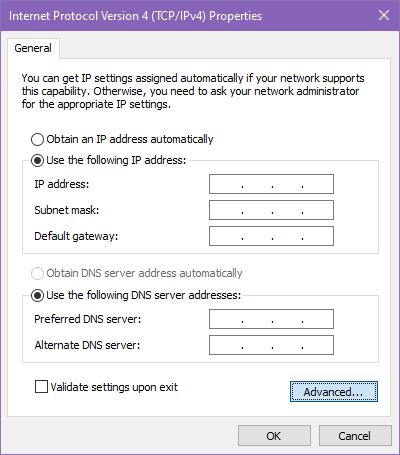 Internet Protocol Version 4 (TCP/IPv4) Properties
General
You can get IP settings assigned automatically if your network supports
this capability. Otherwise, you need to ask your network administrator
for the appropriate IP settings.
Obtain an IP address automatically
Use the following IP address:
IP address:
Subnet mask:
Default gateway:
Obtain DNS server address automatically
Use the following DNS server addresses:
Preferred DNS server:
Alternate DNS server:
Validate settings upon exit
Advanced...
OK
Cancel